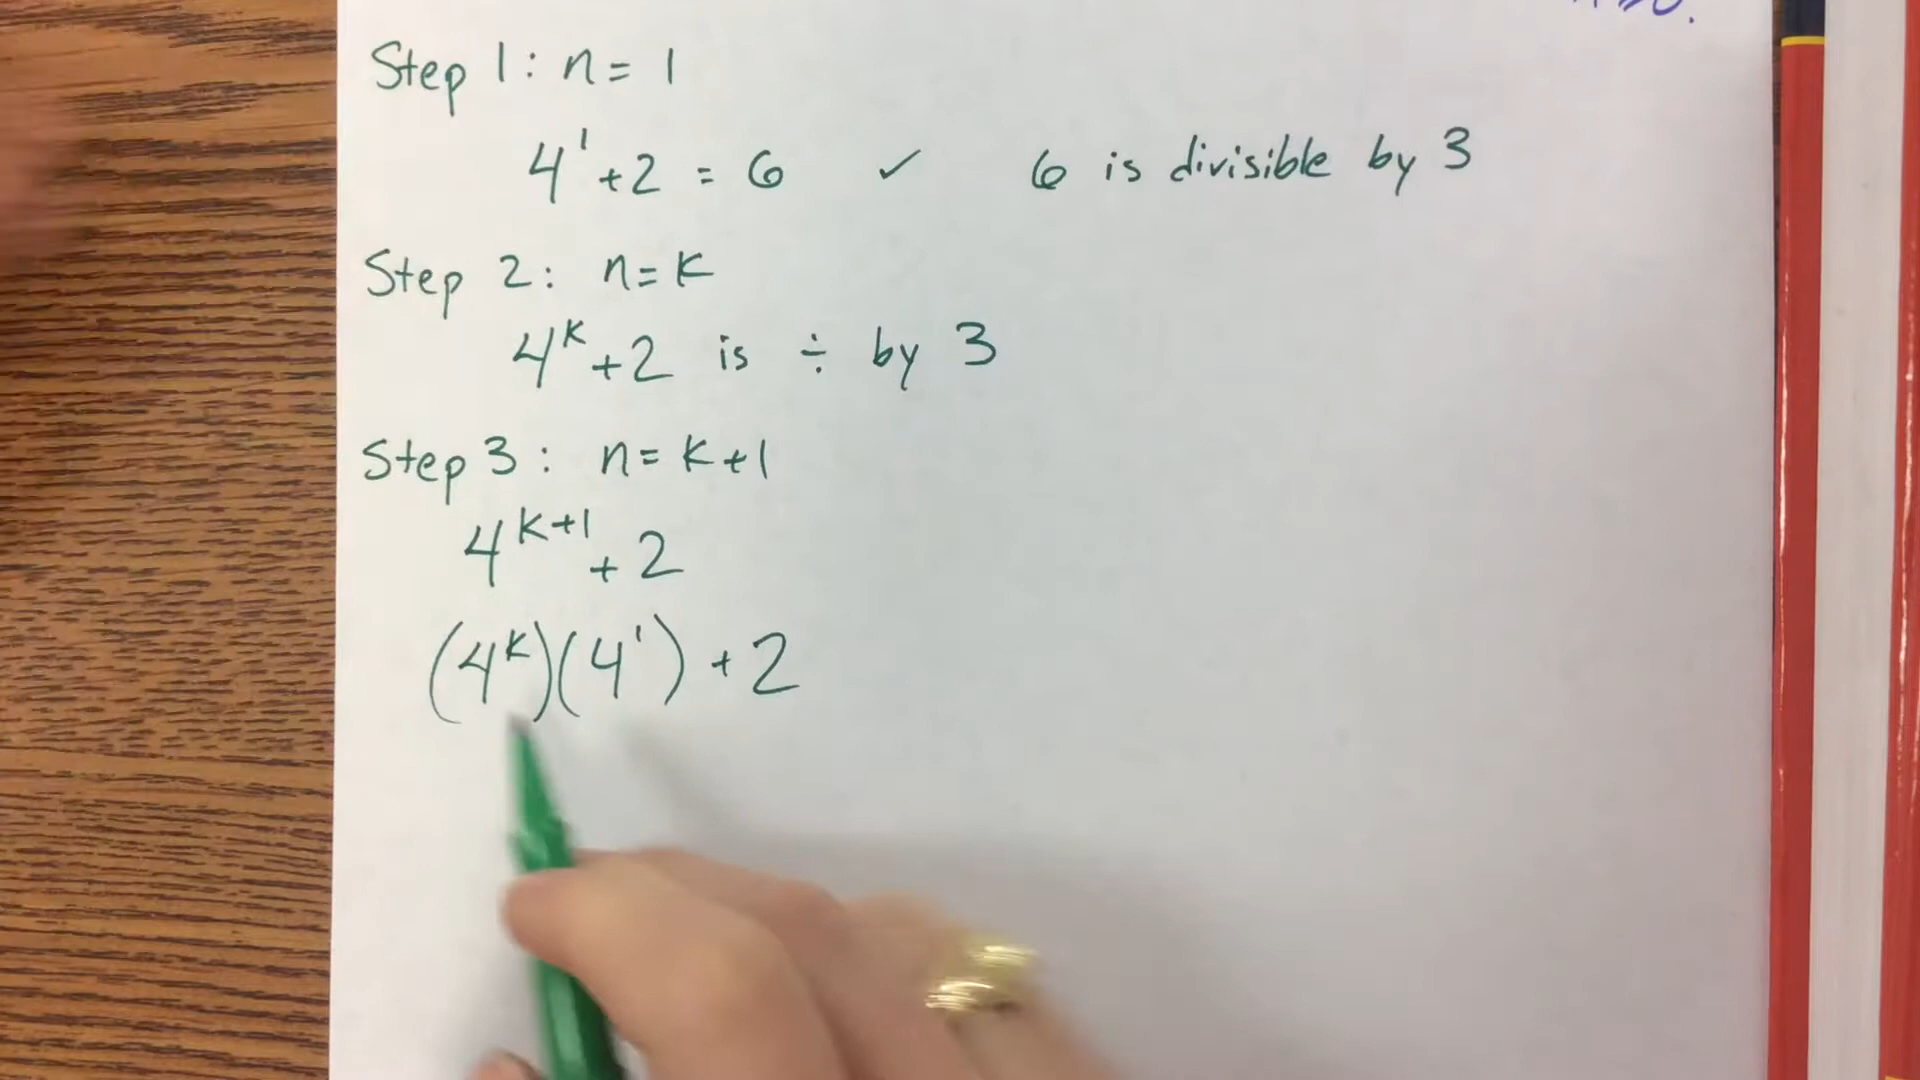 Step 1: n = 1
4¹ + 2 = 6 ✓ 6 is divisible by 3
Step 2: n = k
4ᵏ + 2 is ÷ by 3
Step 3: n = k+1
4ᵏ⁺¹ + 2
(4ᵏ)(4¹) + 2